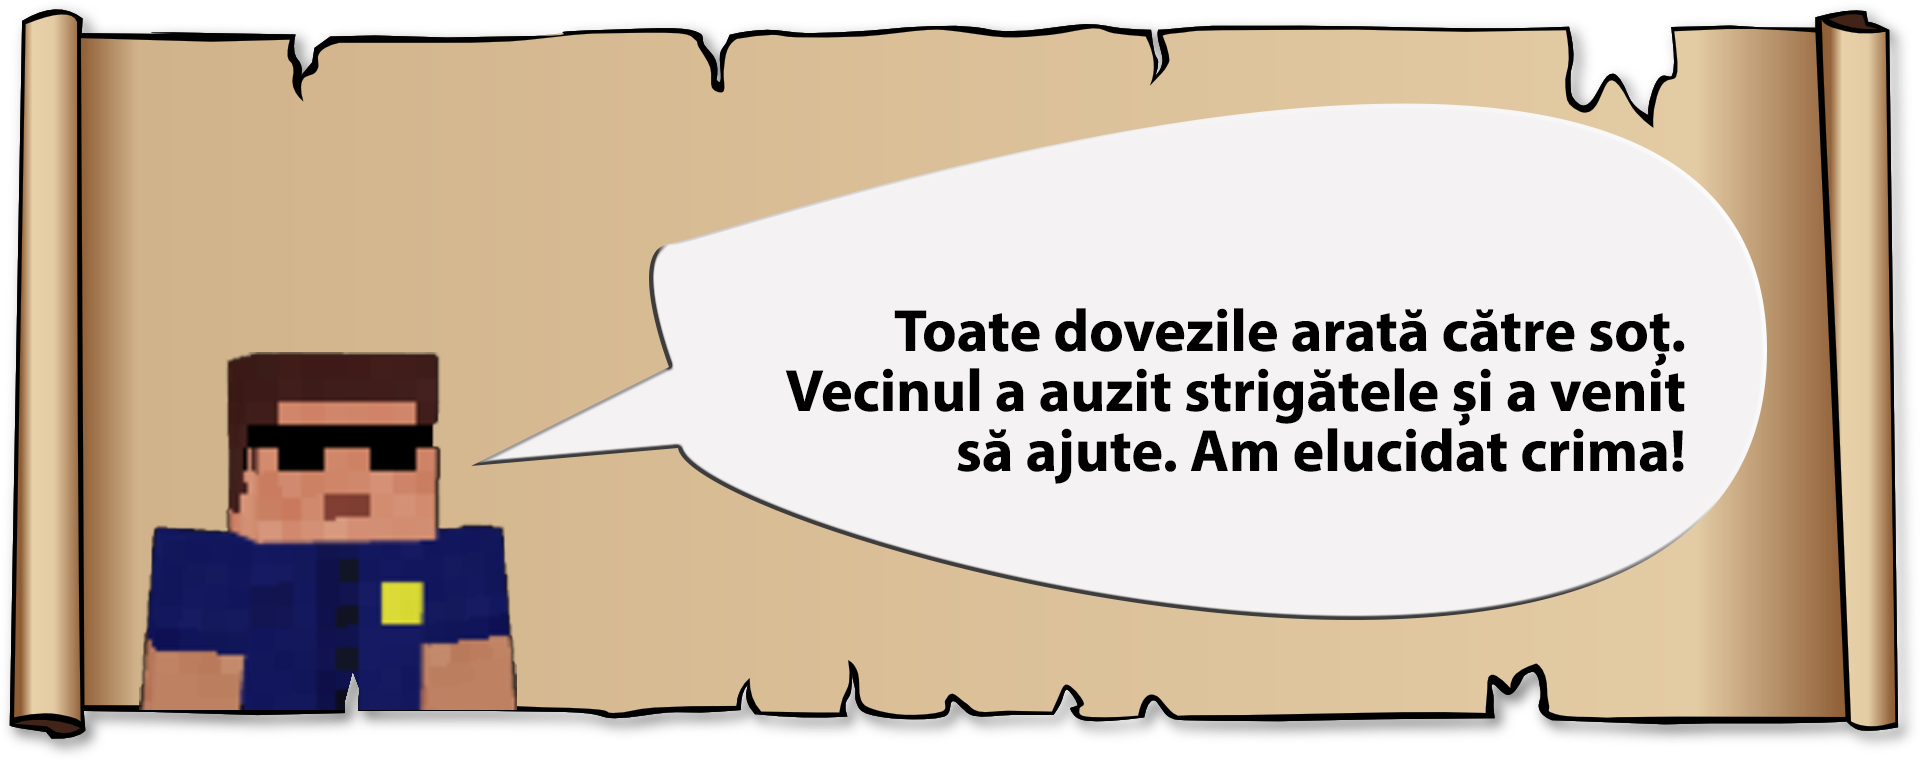 Toate dovezile arată către soț.
Vecinul a auzit strigătele și a venit
să ajute. Am elucidat crima!